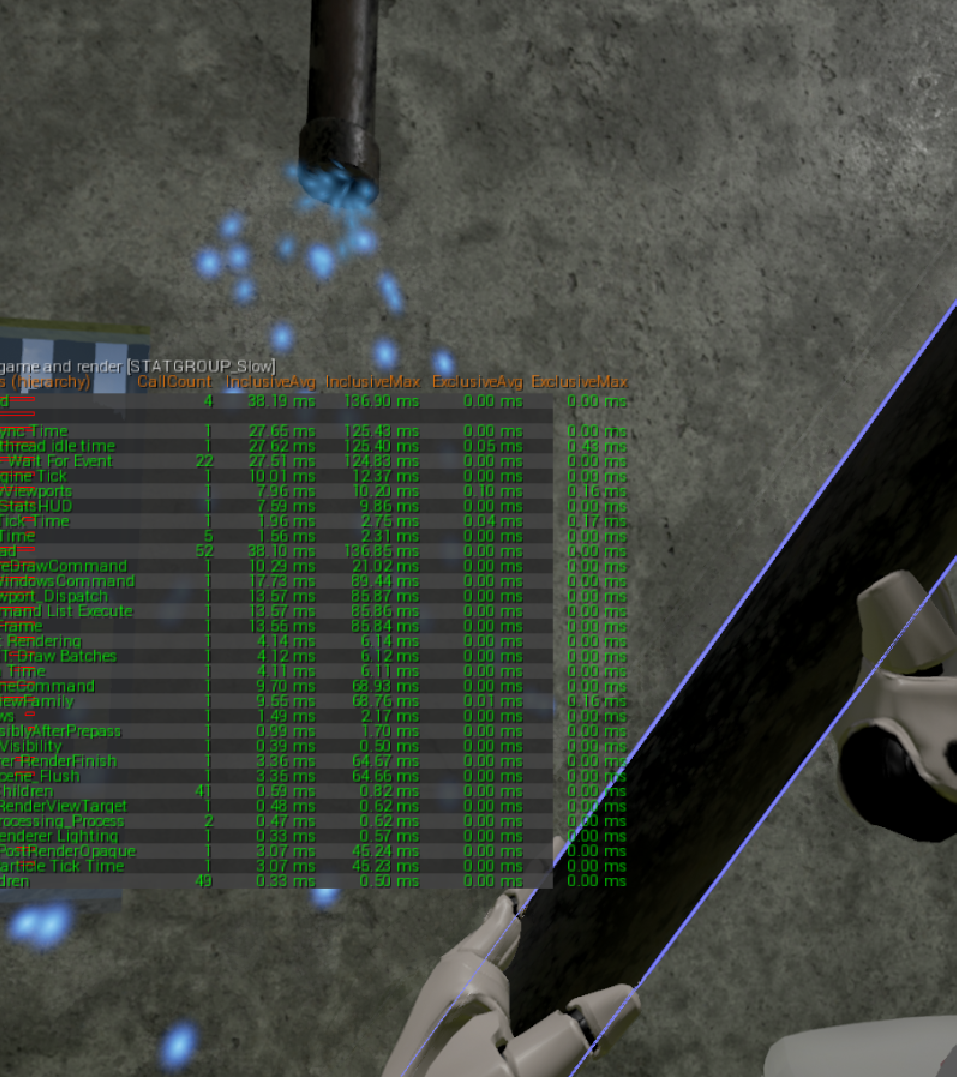 game and render [STATGROUP_Slow]
s (hierarchy) CallCount InclusiveAvg InclusiveMax ExclusiveAvg ExclusiveMax
d 4 38.19 ms 136.90 ms 0.00 ms 0.00 ms
ync Time 1 27.65 ms 125.43 ms 0.00 ms 0.00 ms
thread idle time 1 27.55 ms 125.40 ms 0.05 ms 0.43 ms
Wait For Event 22 27.51 ms 124.83 ms 0.00 ms 0.00 ms
gine Tick 1 10.01 ms 12.37 ms 0.00 ms 0.00 ms
wViewports 1 7.96 ms 10.20 ms 0.10 ms 0.16 ms
StatsHUD 1 7.59 ms 9.86 ms 0.00 ms 0.00 ms
Tick Time 1 1.96 ms 2.75 ms 0.04 ms 0.17 ms
Time 5 1.56 ms 2.31 ms 0.00 ms 0.00 ms
ad 52 38.10 ms 136.85 ms 0.00 ms 0.00 ms
eDrawCommand 1 10.29 ms 21.02 ms 0.00 ms 0.00 ms
WindowsCommand 1 17.73 ms 89.44 ms 0.00 ms 0.00 ms
wport_Dispatch 1 13.57 ms 85.87 ms 0.00 ms 0.00 ms
mand List Execute 1 13.57 ms 85.86 ms 0.00 ms 0.00 ms
Frame 1 13.55 ms 85.84 ms 0.00 ms 0.00 ms
t Rendering 1 4.14 ms 6.14 ms 0.00 ms 0.00 ms
T Draw Batches 1 4.12 ms 6.12 ms 0.00 ms 0.00 ms
Time 1 4.11 ms 6.11 ms 0.00 ms 0.00 ms
neCommand 1 9.70 ms 68.93 ms 0.00 ms 0.00 ms
iewFamily 1 9.55 ms 68.76 ms 0.01 ms 0.16 ms
ws 1 1.49 ms 2.17 ms 0.00 ms 0.00 ms
siblyAfterPrepass 1 0.99 ms 1.70 ms 0.00 ms 0.00 ms
Visibility 1 0.39 ms 0.50 ms 0.00 ms 0.00 ms
rer RenderFinish 1 3.36 ms 64.67 ms 0.00 ms 0.00 ms
cene_Flush 1 3.35 ms 64.66 ms 0.00 ms 0.00 ms
hildren 41 0.59 ms 0.82 ms 0.00 ms 0.00 ms
RenderViewTarget 1 0.48 ms 0.62 ms 0.00 ms 0.00 ms
rocessing_Process 2 0.47 ms 0.62 ms 0.00 ms 0.00 ms
enderer Lighting 1 0.33 ms 0.57 ms 0.00 ms 0.00 ms
PostRenderOpaque 1 3.07 ms 45.24 ms 0.00 ms 0.00 ms
article Tick Time 1 3.07 ms 45.23 ms 0.00 ms 0.00 ms
dren 49 0.33 ms 0.50 ms 0.00 ms 0.00 ms